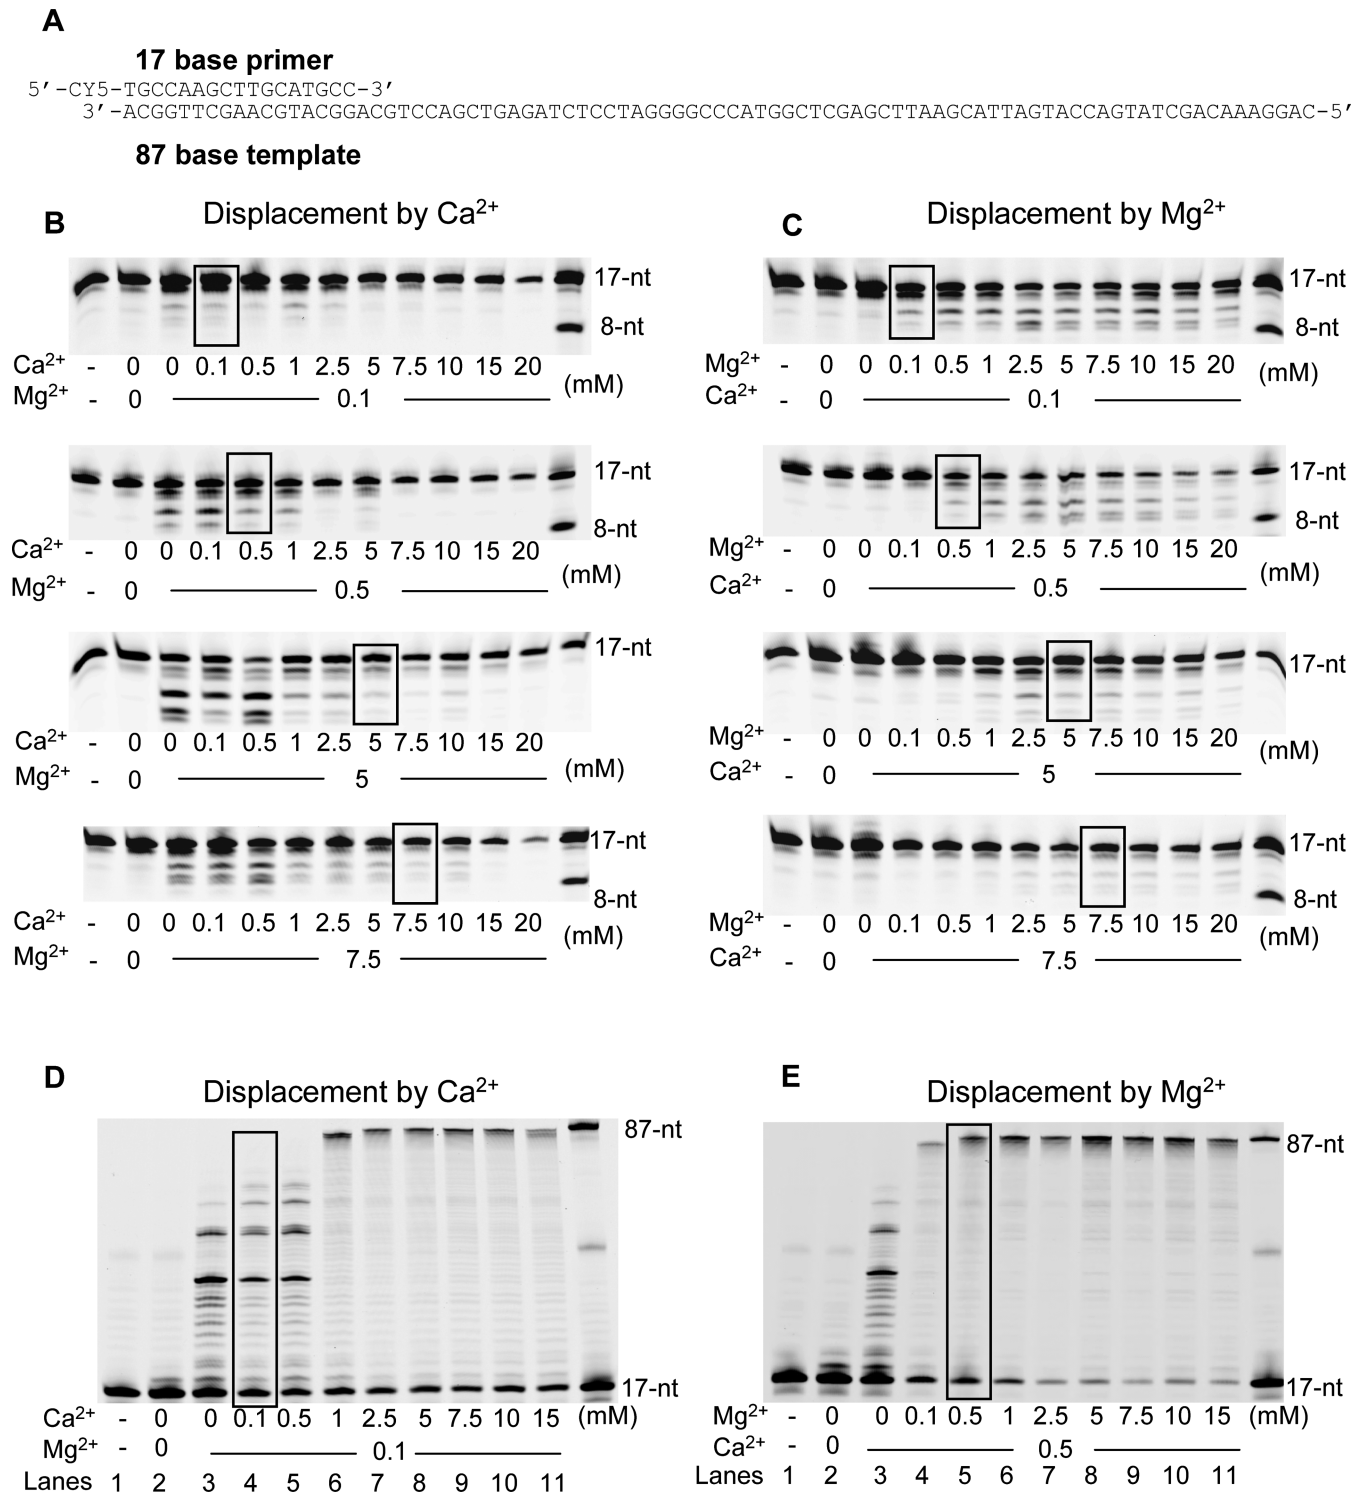 A
17 base primer
5’-CY5-TGCCAAGCTTGCATGCC-3’
3’-ACGGTTCGAACGTACGGACGTCCAGCTGAGATCTCCTAGGGGCCCATGGCTCGAGCTTAAGCATTAGTACCAGTATCGACAAAGGAC-5’
87 base template
B
Displacement by Ca²⁺
17-nt
8-nt
Ca²⁺ - 0 0 0.1 0.5 1 2.5 5 7.5 10 15 20
Mg²⁺ - 0 0.1
(mM)
17-nt
8-nt
Ca²⁺ - 0 0 0.1 0.5 1 2.5 5 7.5 10 15 20
Mg²⁺ - 0 0.5
(mM)
17-nt
Ca²⁺ - 0 0 0.1 0.5 1 2.5 5 7.5 10 15 20
Mg²⁺ - 0 5
(mM)
17-nt
8-nt
Ca²⁺ - 0 0 0.1 0.5 1 2.5 5 7.5 10 15 20
Mg²⁺ - 0 7.5
(mM)
C
Displacement by Mg²⁺
17-nt
8-nt
Mg²⁺ - 0 0 0.1 0.5 1 2.5 5 7.5 10 15 20
Ca²⁺ - 0 0.1
(mM)
17-nt
8-nt
Mg²⁺ - 0 0 0.1 0.5 1 2.5 5 7.5 10 15 20
Ca²⁺ - 0 0.5
(mM)
17-nt
Mg²⁺ - 0 0 0.1 0.5 1 2.5 5 7.5 10 15 20
Ca²⁺ - 0 5
(mM)
17-nt
8-nt
Mg²⁺ - 0 0 0.1 0.5 1 2.5 5 7.5 10 15 20
Ca²⁺ - 0 7.5
(mM)
D
Displacement by Ca²⁺
87-nt
17-nt
Ca²⁺ - 0 0 0.1 0.5 1 2.5 5 7.5 10 15 (mM)
Mg²⁺ - 0 0.1
Lanes 1 2 3 4 5 6 7 8 9 10 11
E
Displacement by Mg²⁺
87-nt
17-nt
Mg²⁺ - 0 0 0.1 0.5 1 2.5 5 7.5 10 15 (mM)
Ca²⁺ - 0 0.5
Lanes 1 2 3 4 5 6 7 8 9 10 11